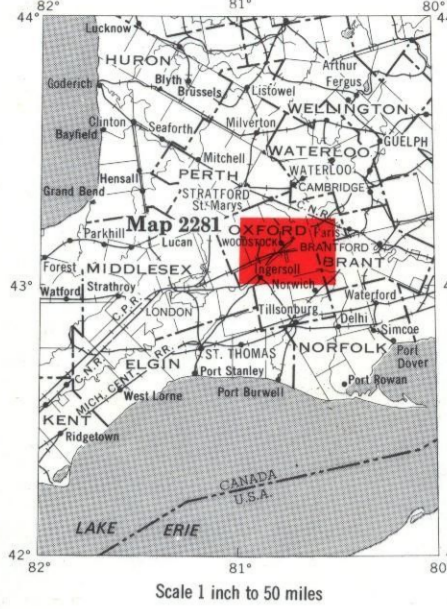 44° 44°
Lucknow
HURON
Arthur
Blyth
Fergus
Goderich
Brussels
Listowel
WELLINGTON
Clinton
Milverton
GUELPH
Bayfield
Seaforth
WATERLOO
Mitchell
WATERLOO
Hensall
PERTH
CAMBRIDGE
STRATFORD
C.N.R.
Grand Bend
St. Marys
Map 2281
OXFORD
Paris
Parkhill
Lucan
WOODSTOCK
BRANTFORD
Forest
MIDDLESEX
Ingersoll
BRANT
43° 43°
Watford
Strathroy
Norwich
C.P.R.
LONDON
Tillsonburg
Waterford
Delhi
Simcoe
C.N.R.
ELGIN
ST. THOMAS
NORFOLK
Port Dover
MICH. CENT. RR.
Port Stanley
West Lorne
Port Burwell
Port Rowan
KENT
Ridgetown
CANADA
U.S.A.
LAKE ERIE
42° 42°
82° 81° 80
Scale 1 inch to 50 miles